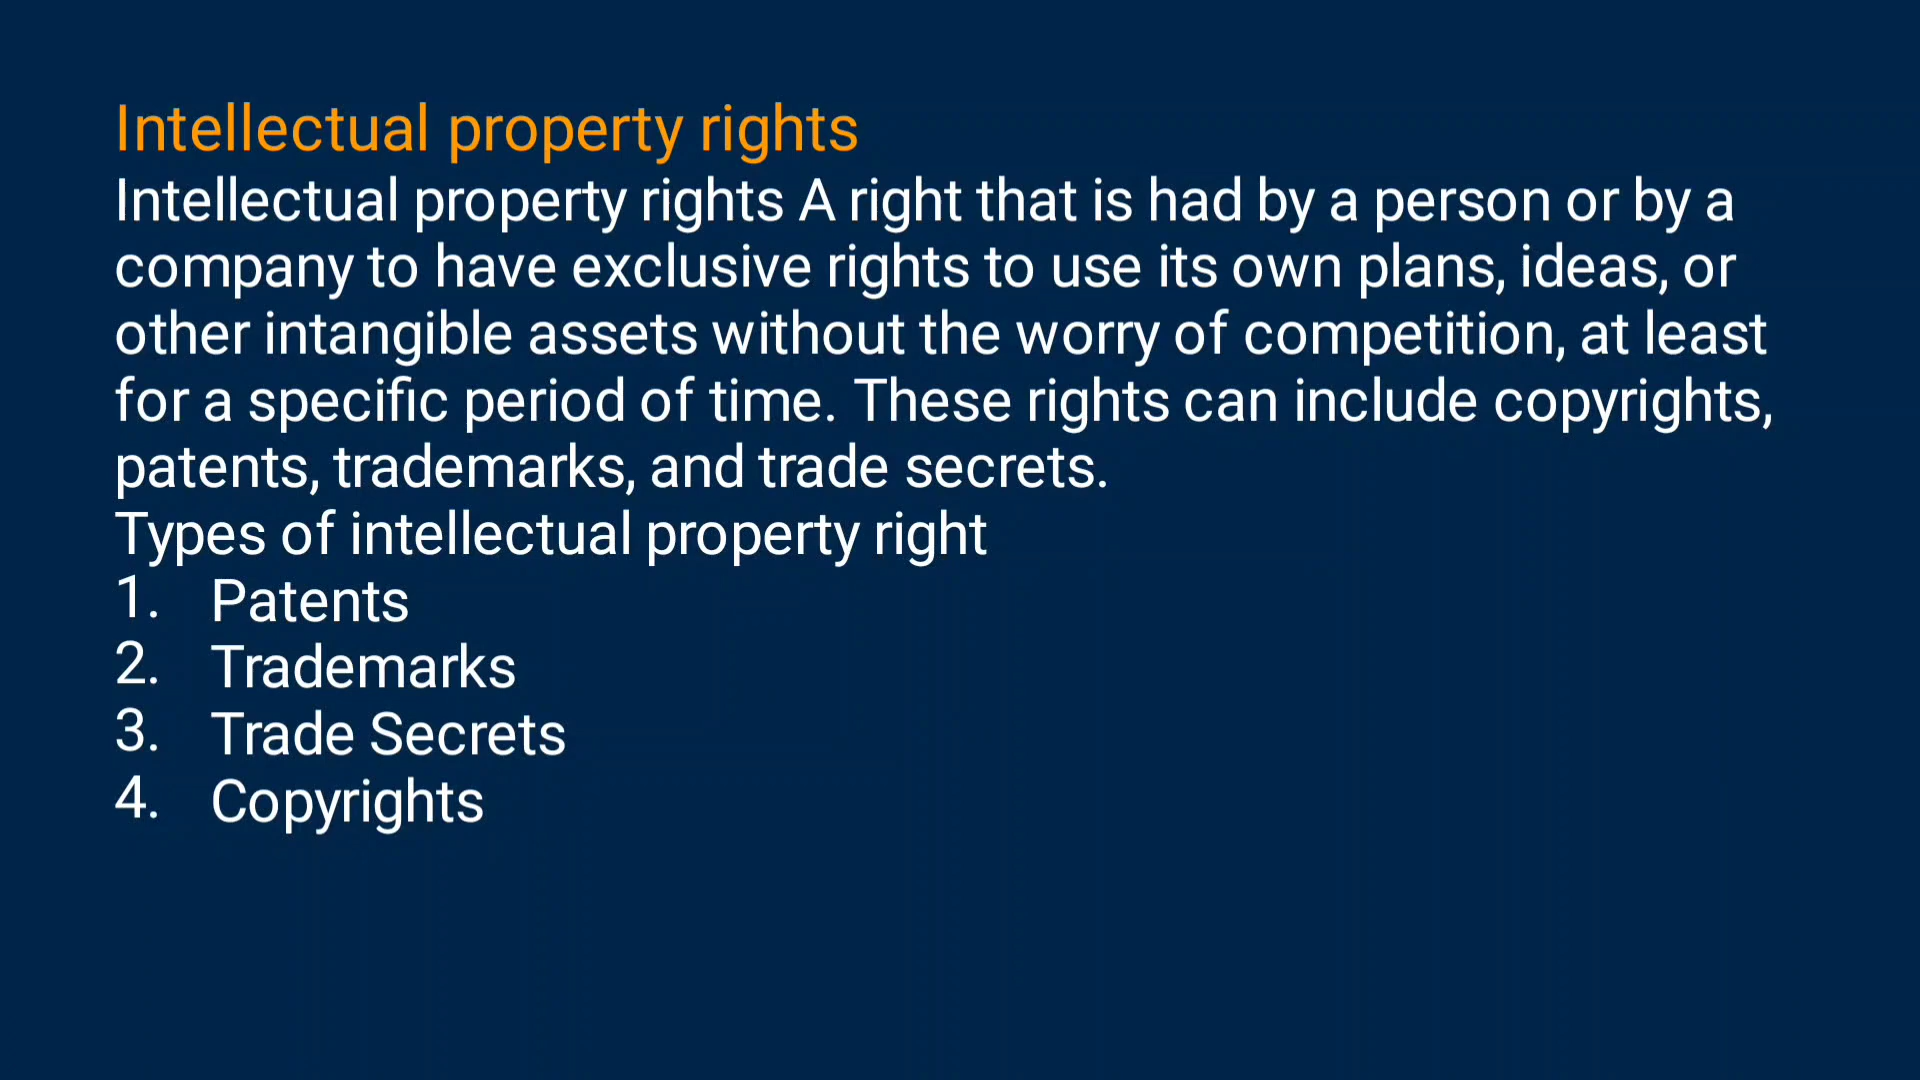 Intellectual property rights
Intellectual property rights A right that is had by a person or by a
company to have exclusive rights to use its own plans, ideas, or
other intangible assets without the worry of competition, at least
for a specific period of time. These rights can include copyrights,
patents, trademarks, and trade secrets.
Types of intellectual property right
1. Patents
2. Trademarks
3. Trade Secrets
4. Copyrights